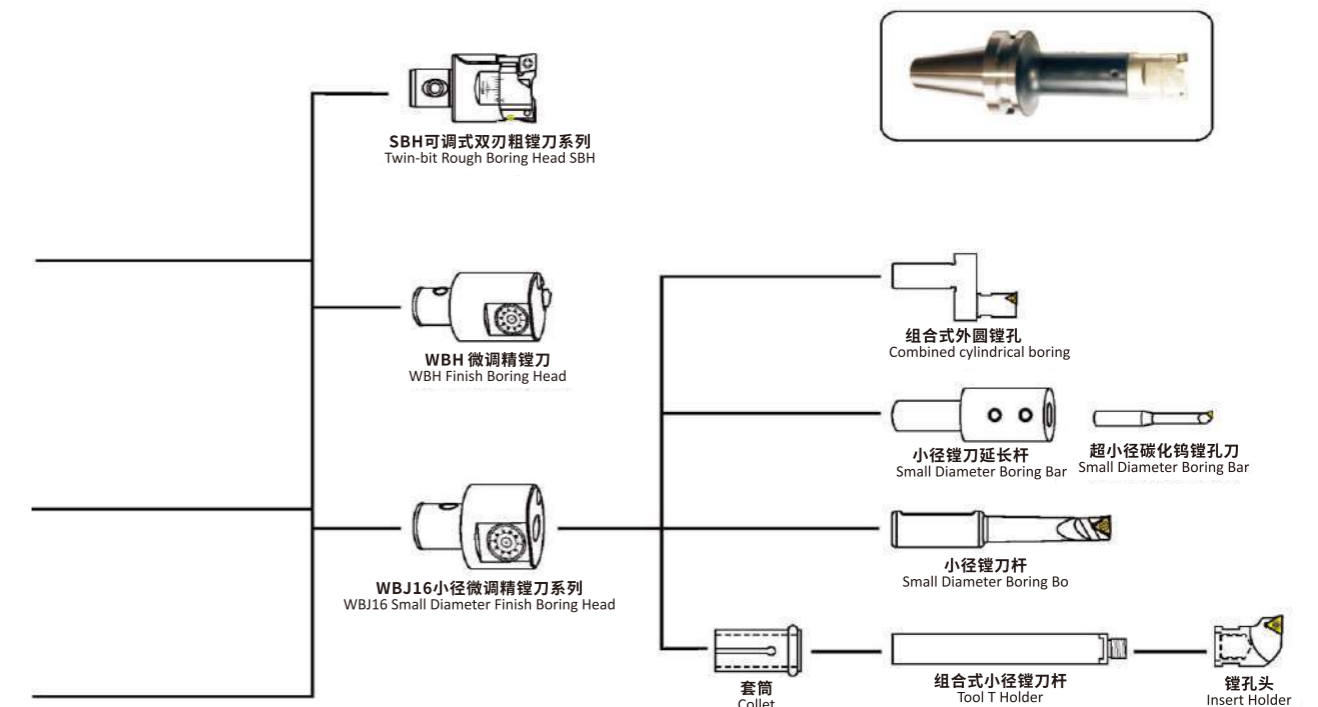 SBH可调式双刃粗镗刀系列
Twin-bit Rough Boring Head SBH
组合式外圆镗孔
Combined cylindrical boring
WBH 微调精镗刀
WBH Finish Boring Head
小径镗刀延长杆
Small Diameter Boring Bar
超小径碳化钨镗孔刀
Small Diameter Boring Bar
小径镗刀杆
Small Diameter Boring Bo
WBJ16小径微调精镗刀系列
WBJ16 Small Diameter Finish Boring Head
套筒
Collet
组合式小径镗刀杆
Tool T Holder
镗孔头
Insert Holder